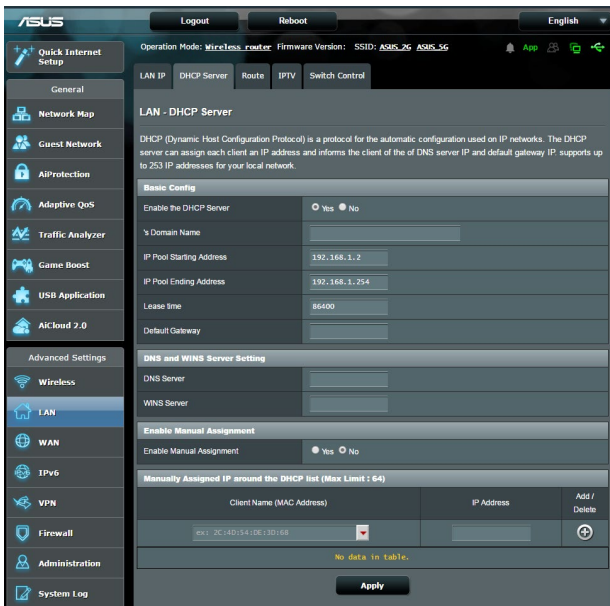 ASUS
Logout
Reboot
English
Quick Internet Setup
Operation Mode: Wireless router Firmware Version: SSID: ASUS_2G ASUS_5G
App
LAN IP
DHCP Server
Route
IPTV
Switch Control
General
Network Map
Guest Network
AiProtection
Adaptive QoS
Traffic Analyzer
Game Boost
USB Application
AiCloud 2.0
Advanced Settings
Wireless
LAN
WAN
IPv6
VPN
Firewall
Administration
System Log
LAN - DHCP Server
DHCP (Dynamic Host Configuration Protocol) is a protocol for the automatic configuration used on IP networks. The DHCP
server can assign each client an IP address and informs the client of the of DNS server IP and default gateway IP. supports
up to 253 IP addresses for your local network.
Basic Config
Enable the DHCP Server
Yes No
's Domain Name
IP Pool Starting Address
192.168.1.2
IP Pool Ending Address
192.168.1.254
Lease time
86400
Default Gateway
DNS and WINS Server Setting
DNS Server
WINS Server
Enable Manual Assignment
Enable Manual Assignment
Yes No
Manually Assigned IP around the DHCP list (Max Limit : 64)
Client Name (MAC Address)
IP Address
Add /
Delete
ex: 2C:4D:54:DE:3D:68
No data in table.
Apply